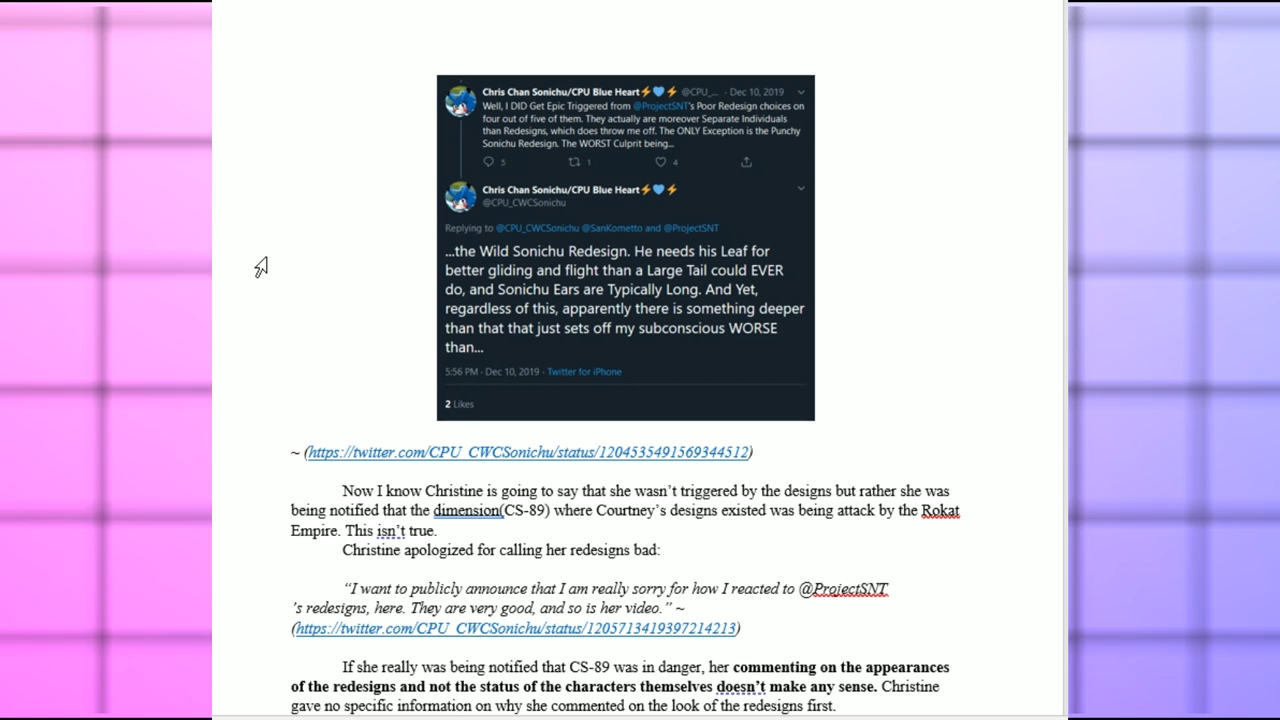 Chris Chan Sonichu/CPU Blue Heart⚡💙⚡ @CPU_... · Dec 10, 2019
Well, I DID Get Epic Triggered from @ProjectSNT's Poor Redesign choices on
four out of five of them. They actually are moreover Separate Individuals
than Redesigns, which does throw me off. The ONLY Exception is the Punchy
Sonichu Redesign. The WORST Culprit being...
5 1 4
Chris Chan Sonichu/CPU Blue Heart⚡💙⚡
@CPU_CWCSonichu
Replying to @CPU_CWCSonichu @SanKometto and @ProjectSNT
...the Wild Sonichu Redesign. He needs his Leaf for
better gliding and flight than a Large Tail could EVER
do, and Sonichu Ears are Typically Long. And Yet,
regardless of this, apparently there is something deeper
than that that just sets off my subconscious WORSE
than...
5:56 PM · Dec 10, 2019 · Twitter for iPhone
2 Likes
~ (https://twitter.com/CPU_CWCSonichu/status/1204535491569344512)
Now I know Christine is going to say that she wasn't triggered by the designs but rather she was
being notified that the dimension(CS-89) where Courtney's designs existed was being attack by the Rokat
Empire. This isn't true.
Christine apologized for calling her redesigns bad:
“I want to publicly announce that I am really sorry for how I reacted to @ProjectSNT
's redesigns, here. They are very good, and so is her video.” ~
(https://twitter.com/CPU_CWCSonichu/status/1205713419397214213)
If she really was being notified that CS-89 was in danger, her commenting on the appearances
of the redesigns and not the status of the characters themselves doesn't make any sense. Christine
gave no specific information on why she commented on the look of the redesigns first.